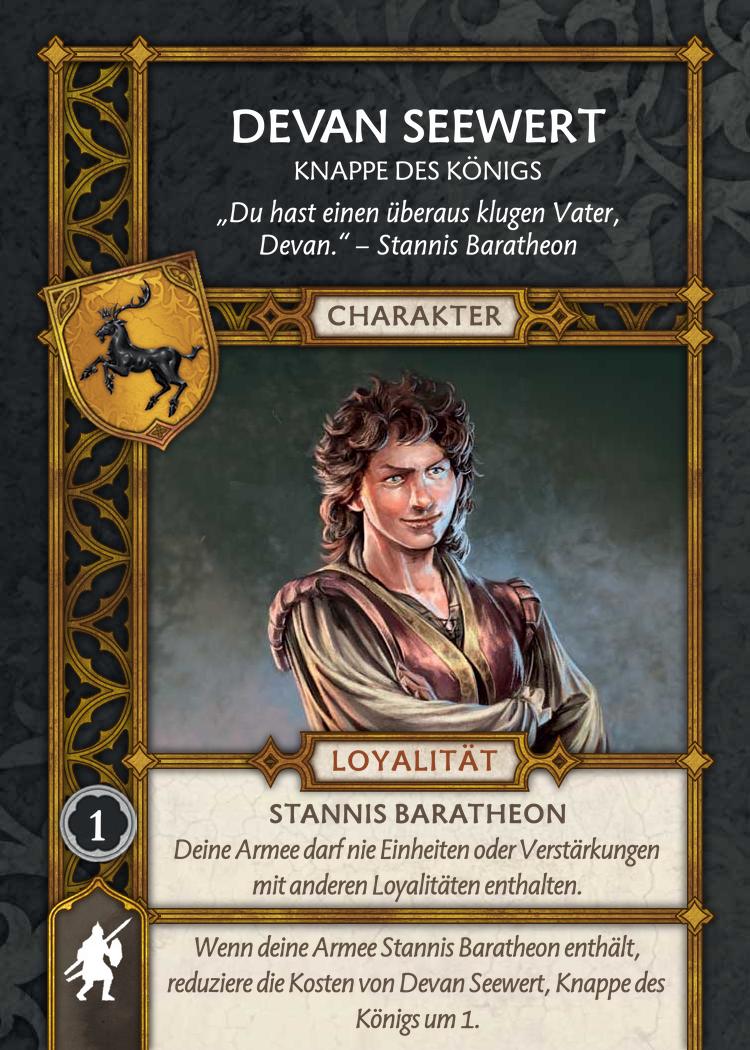 DEVAN SEEWERT
KNAPPE DES KÖNIGS
„Du hast einen überaus klugen Vater,
Devan.“ – Stannis Baratheon
CHARAKTER
LOYALITÄT
1
STANNIS BARATHEON
Deine Armee darf nie Einheiten oder Verstärkungen
mit anderen Loyalitäten enthalten.
Wenn deine Armee Stannis Baratheon enthält,
reduziere die Kosten von Devan Seewert, Knappe des
Königs um 1.